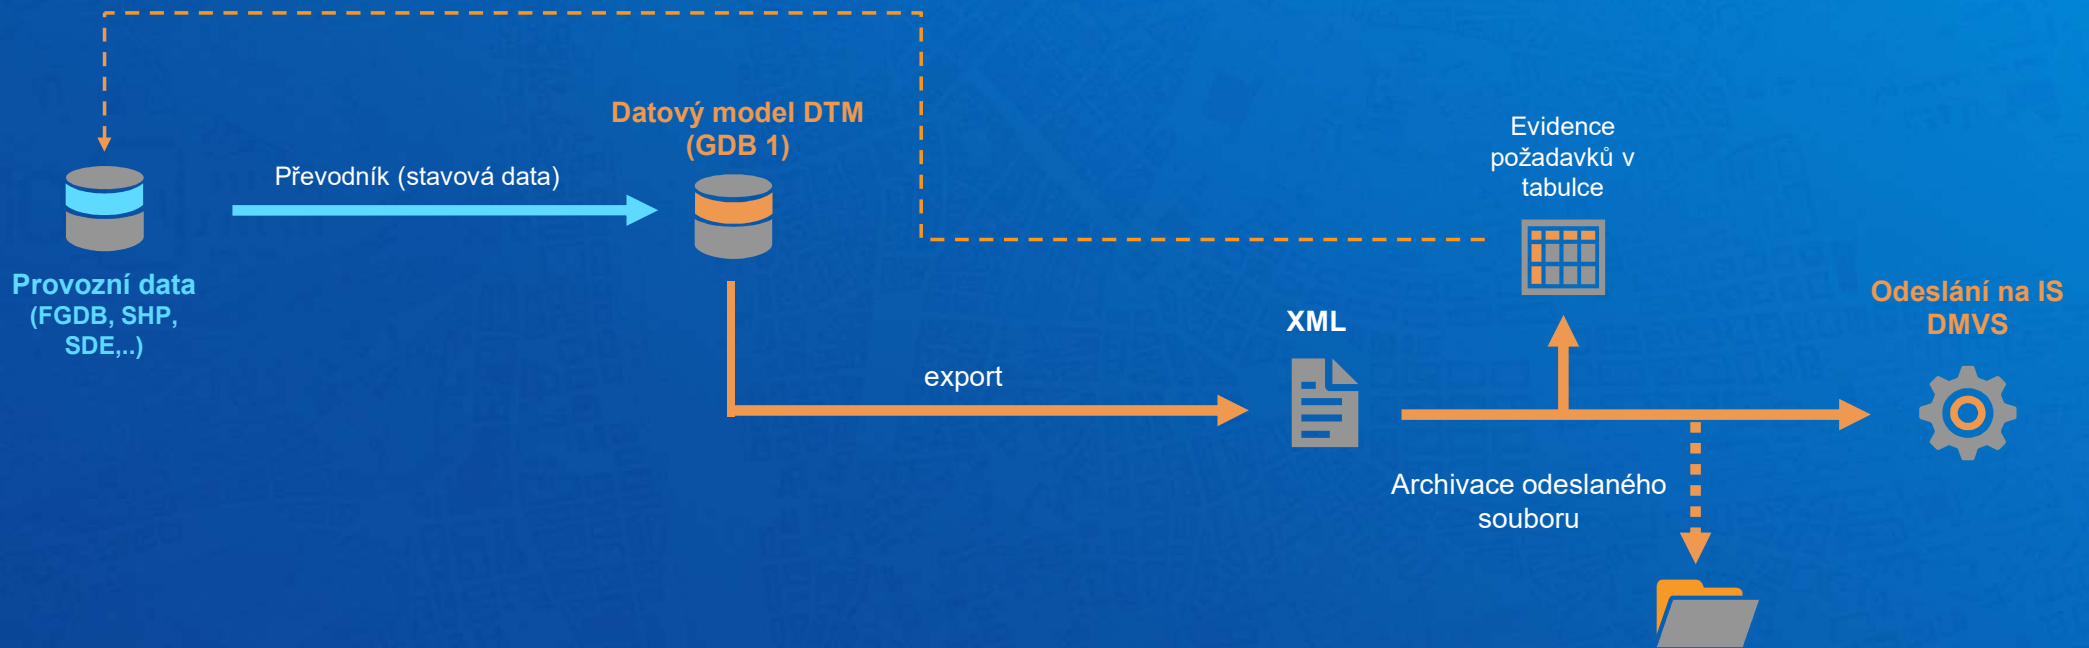 Datový model DTM
(GDB 1)
Převodník (stavová data)
Provozní data
(FGDB, SHP,
SDE,..)
Evidence
požadavků v
tabulce
export
XML
Odeslání na IS
DMVS
Archivace odeslaného
souboru